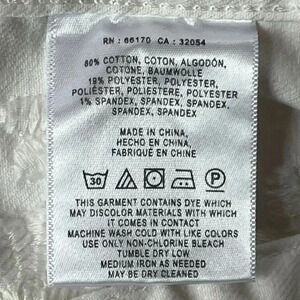 RN : 66170 CA : 32054
80% COTTON, COTON, ALGODÓN,
COTONE, BAUMWOLLE
19% POLYESTER, POLYESTER,
POLIÉSTER, POLIESTERE, POLYESTER
1% SPANDEX, SPANDEX, SPANDEX,
SPANDEX, SPANDEX
MADE IN CHINA,
HECHO EN CHINA,
FABRIQUÉ EN CHINE
30 P
THIS GARMENT CONTAINS DYE WHICH
MAY DISCOLOR MATERIALS WITH WHICH
IT COMES IN CONTACT
MACHINE WASH COLD WITH LIKE COLORS
USE ONLY NON-CHLORINE BLEACH
TUMBLE DRY LOW
MEDIUM IRON AS NEEDED
MAY BE DRY CLEANED